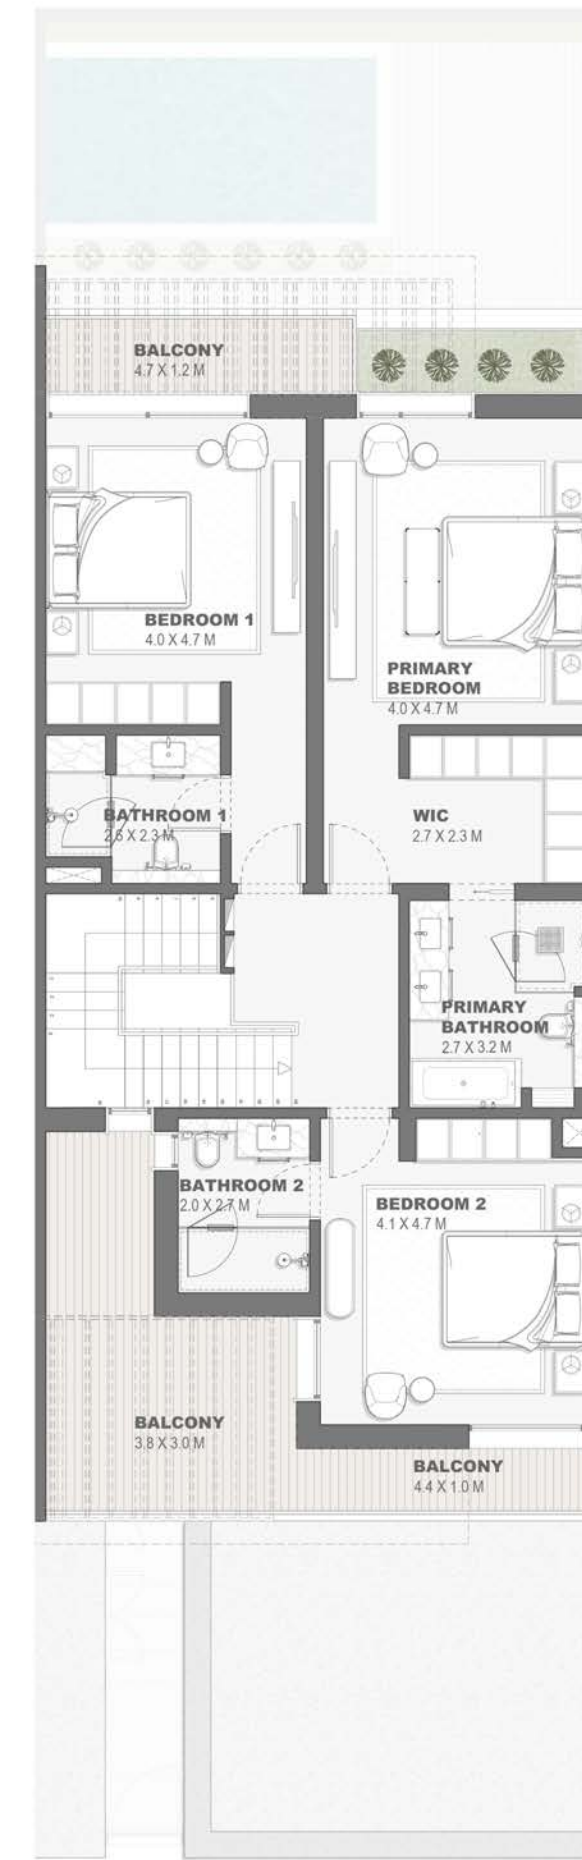 BALCONY
4.7 X 1.2 M
BEDROOM 1
4.0 X 4.7 M
PRIMARY
BEDROOM
4.0 X 4.7 M
BATHROOM 1
2.6 X 2.3 M
WIC
2.7 X 2.3 M
PRIMARY
BATHROOM
2.7 X 3.2 M
BATHROOM 2
2.0 X 2.7 M
BEDROOM 2
4.1 X 4.7 M
BALCONY
3.8 X 3.0 M
BALCONY
4.4 X 1.0 M